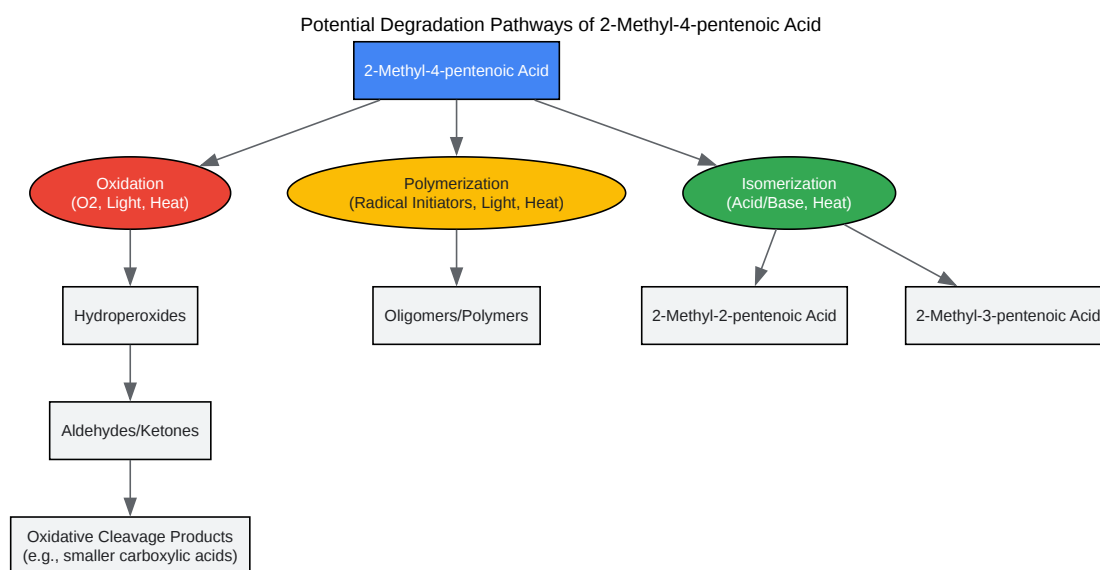 Potential Degradation Pathways of 2-Methyl-4-pentenoic Acid
2-Methyl-4-pentenoic Acid
Oxidation
(O2, Light, Heat)
Polymerization
(Radical Initiators, Light, Heat)
Isomerization
(Acid/Base, Heat)
Hydroperoxides
Oligomers/Polymers
2-Methyl-2-pentenoic Acid
2-Methyl-3-pentenoic Acid
Aldehydes/Ketones
Oxidative Cleavage Products
(e.g., smaller carboxylic acids)